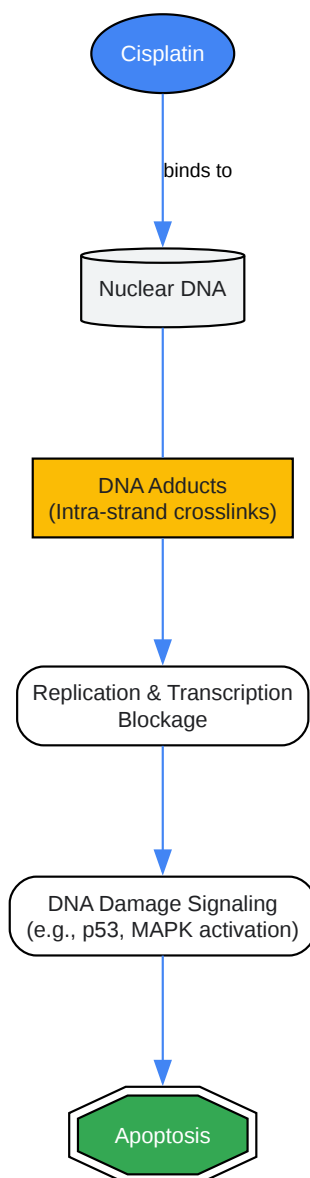 Cisplatin
binds to
Nuclear DNA
DNA Adducts
(Intra-strand crosslinks)
Replication & Transcription
Blockage
DNA Damage Signaling
(e.g., p53, MAPK activation)
Apoptosis